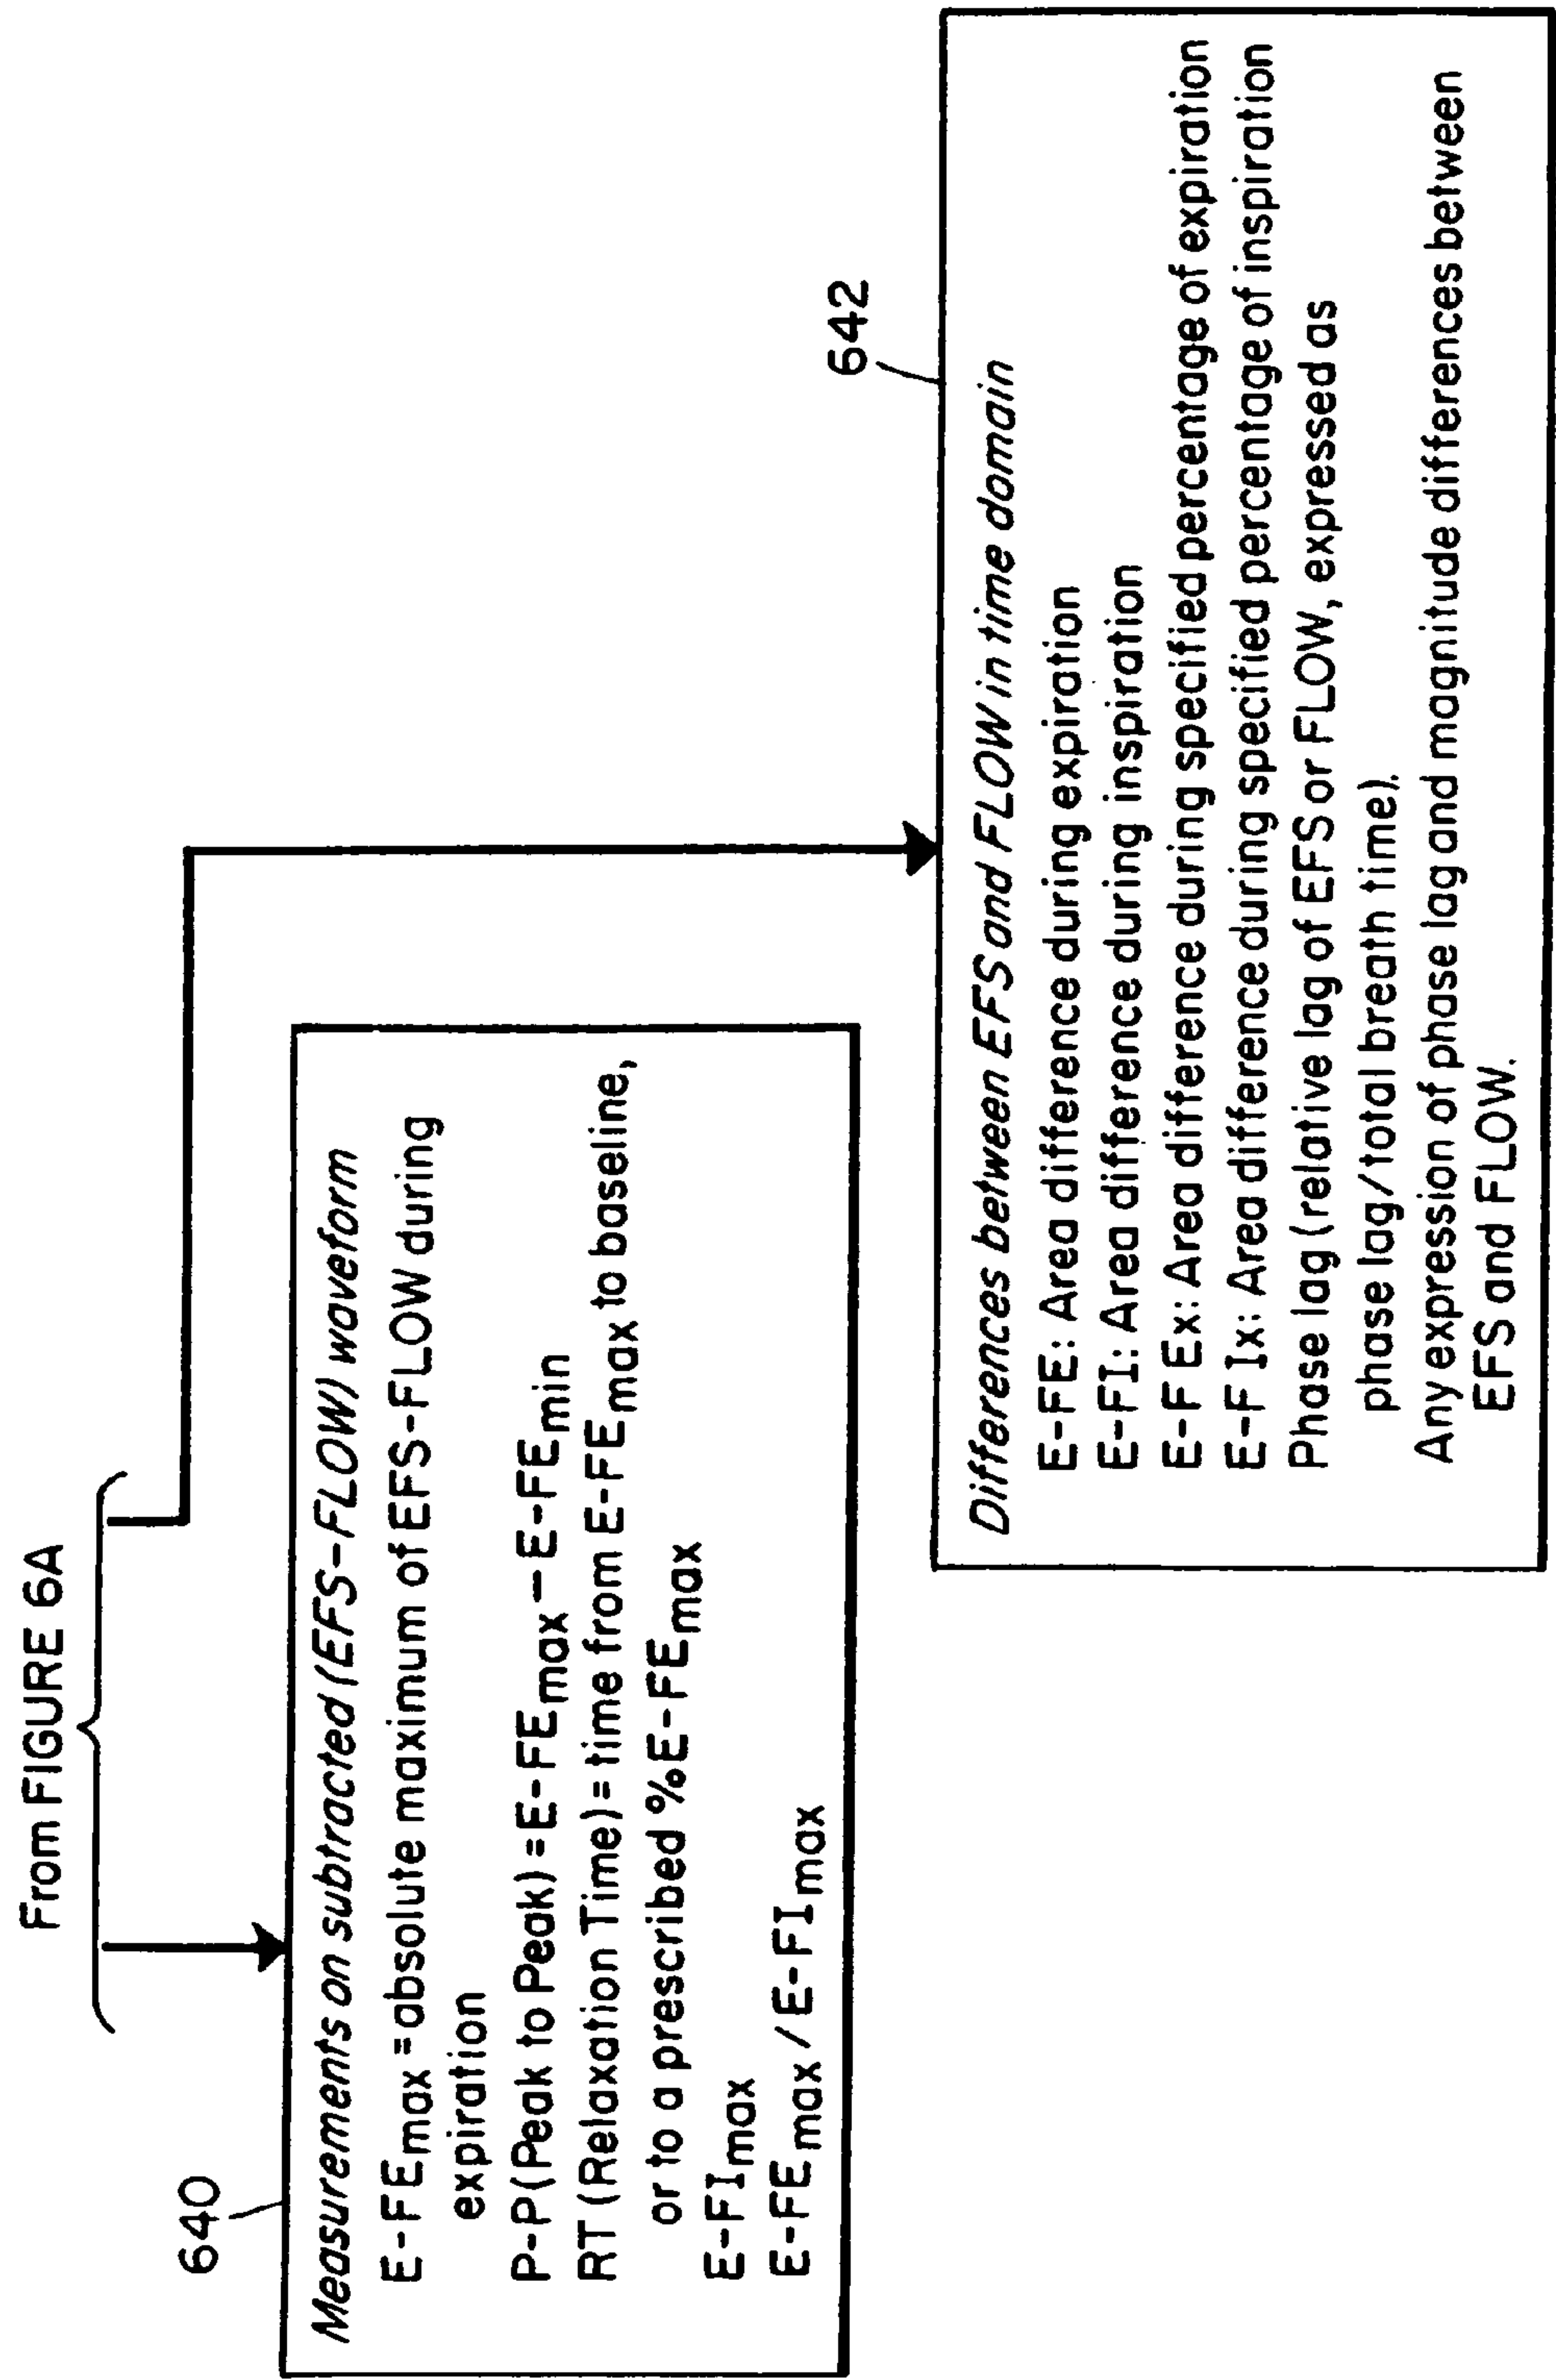 From FIGURE 6A
640
Measurements on subtracted (EFS-FLOW) waveform
E-FEmax = absolute maximum of EFS-FLOW during
expiration
P-P (Peak to Peak) = E-FEmax - E-FEmin
RT (Relaxation Time) = time from E-FEmax to baseline,
or to a prescribed %E-FEmax
E-FImax
E-FEmax / E-FImax
642
Differences between EFS and FLOW in time domain
E-FE: Area difference during expiration
E-FI: Area difference during inspiration
E-F Ex: Area difference during specified percentage of expiration
E-F Ix: Area difference during specified percentage of inspiration
Phase lag (relative lag of EFS or FLOW, expressed as
phase lag/total breath time).
Any expression of phase lag and magnitude differences between
EFS and FLOW.